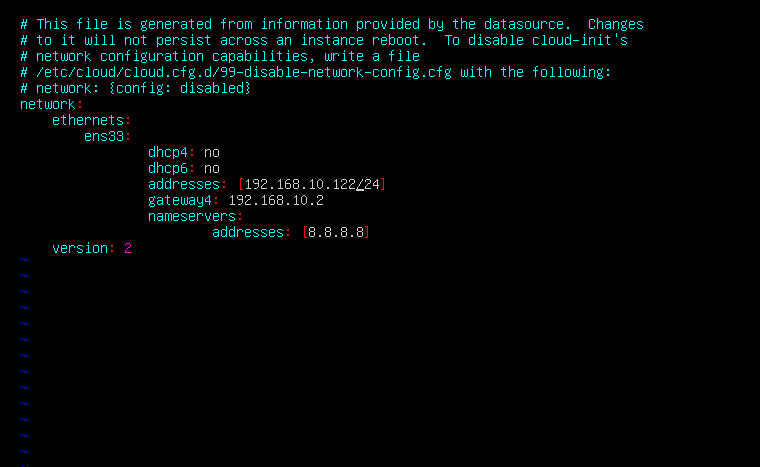 # This file is generated from information provided by the datasource.  Changes
# to it will not persist across an instance reboot.  To disable cloud-init's
# network configuration capabilities, write a file
# /etc/cloud/cloud.cfg.d/99-disable-network-config.cfg with the following:
# network: {config: disabled}
network:
    ethernets:
        ens33:
                dhcp4: no
                dhcp6: no
                addresses: [192.168.10.122/24]
                gateway4: 192.168.10.2
                nameservers:
                        addresses: [8.8.8.8]
    version: 2
~
~
~
~
~
~
~
~
~
~
~
~
~
~